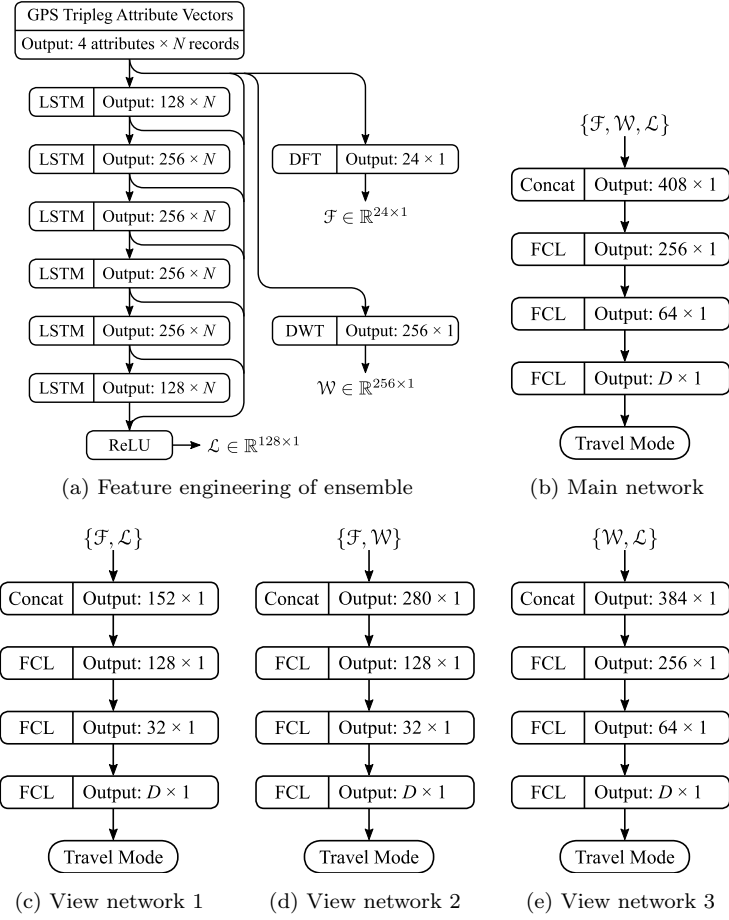 GPS Tripleg Attribute Vectors
Output: 4 attributes × N records
LSTM Output: 128 × N
LSTM Output: 256 × N
LSTM Output: 256 × N
LSTM Output: 256 × N
LSTM Output: 256 × N
LSTM Output: 128 × N
ReLU
ℒ ∈ ℝ^{128×1}
DFT Output: 24 × 1
ℱ ∈ ℝ^{24×1}
DWT Output: 256 × 1
𝒲 ∈ ℝ^{256×1}
(a) Feature engineering of ensemble
{ℱ, 𝒲, ℒ}
Concat Output: 408 × 1
FCL Output: 256 × 1
FCL Output: 64 × 1
FCL Output: D × 1
Travel Mode
(b) Main network
{ℱ, ℒ}
Concat Output: 152 × 1
FCL Output: 128 × 1
FCL Output: 32 × 1
FCL Output: D × 1
Travel Mode
(c) View network 1
{ℱ, 𝒲}
Concat Output: 280 × 1
FCL Output: 128 × 1
FCL Output: 32 × 1
FCL Output: D × 1
Travel Mode
(d) View network 2
{𝒲, ℒ}
Concat Output: 384 × 1
FCL Output: 256 × 1
FCL Output: 64 × 1
FCL Output: D × 1
Travel Mode
(e) View network 3